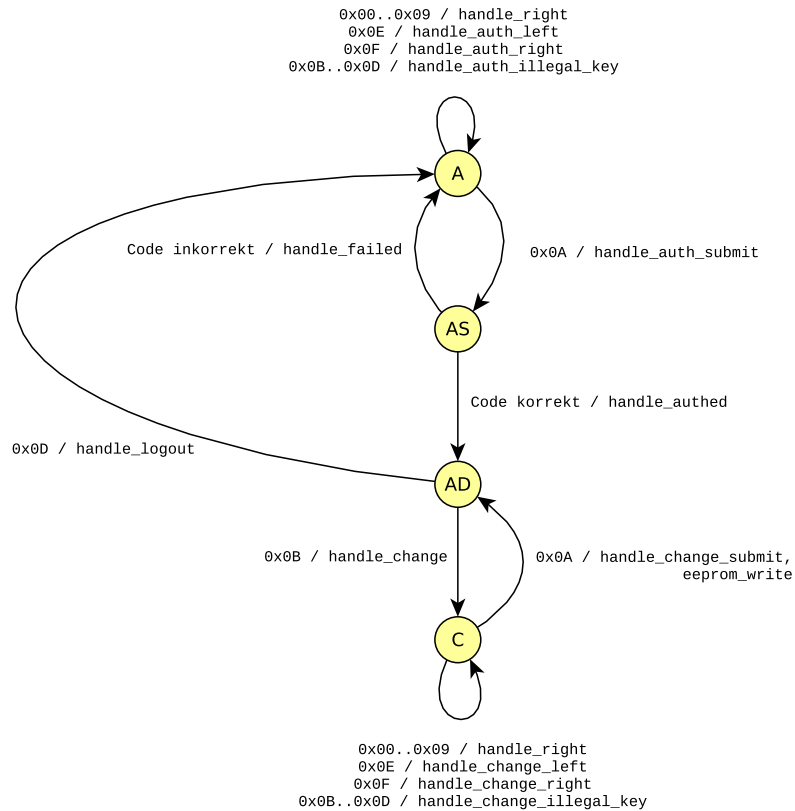 0x00..0x09 / handle_right
0x0E / handle_auth_left
0x0F / handle_auth_right
0x0B..0x0D / handle_auth_illegal_key
A
Code inkorrekt / handle_failed
0x0A / handle_auth_submit
AS
Code korrekt / handle_authed
0x0D / handle_logout
AD
0x0B / handle_change
0x0A / handle_change_submit,
eeprom_write
C
0x00..0x09 / handle_right
0x0E / handle_change_left
0x0F / handle_change_right
0x0B..0x0D / handle_change_illegal_key